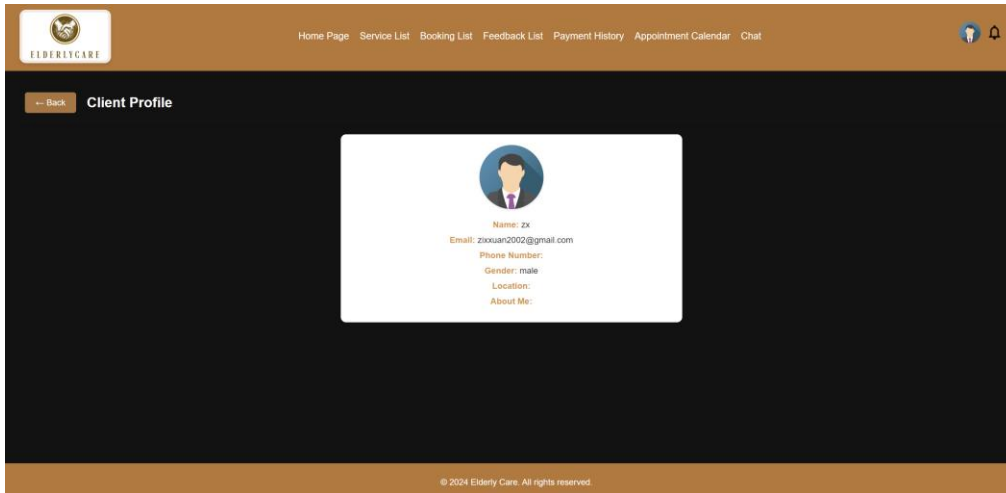 ELDERLYCARE
Home Page Service List Booking List Feedback List Payment History Appointment Calendar Chat
← Back Client Profile
Name: zx
Email: zixxuan2002@gmail.com
Phone Number:
Gender: male
Location:
About Me:
© 2024 Elderly Care. All rights reserved.